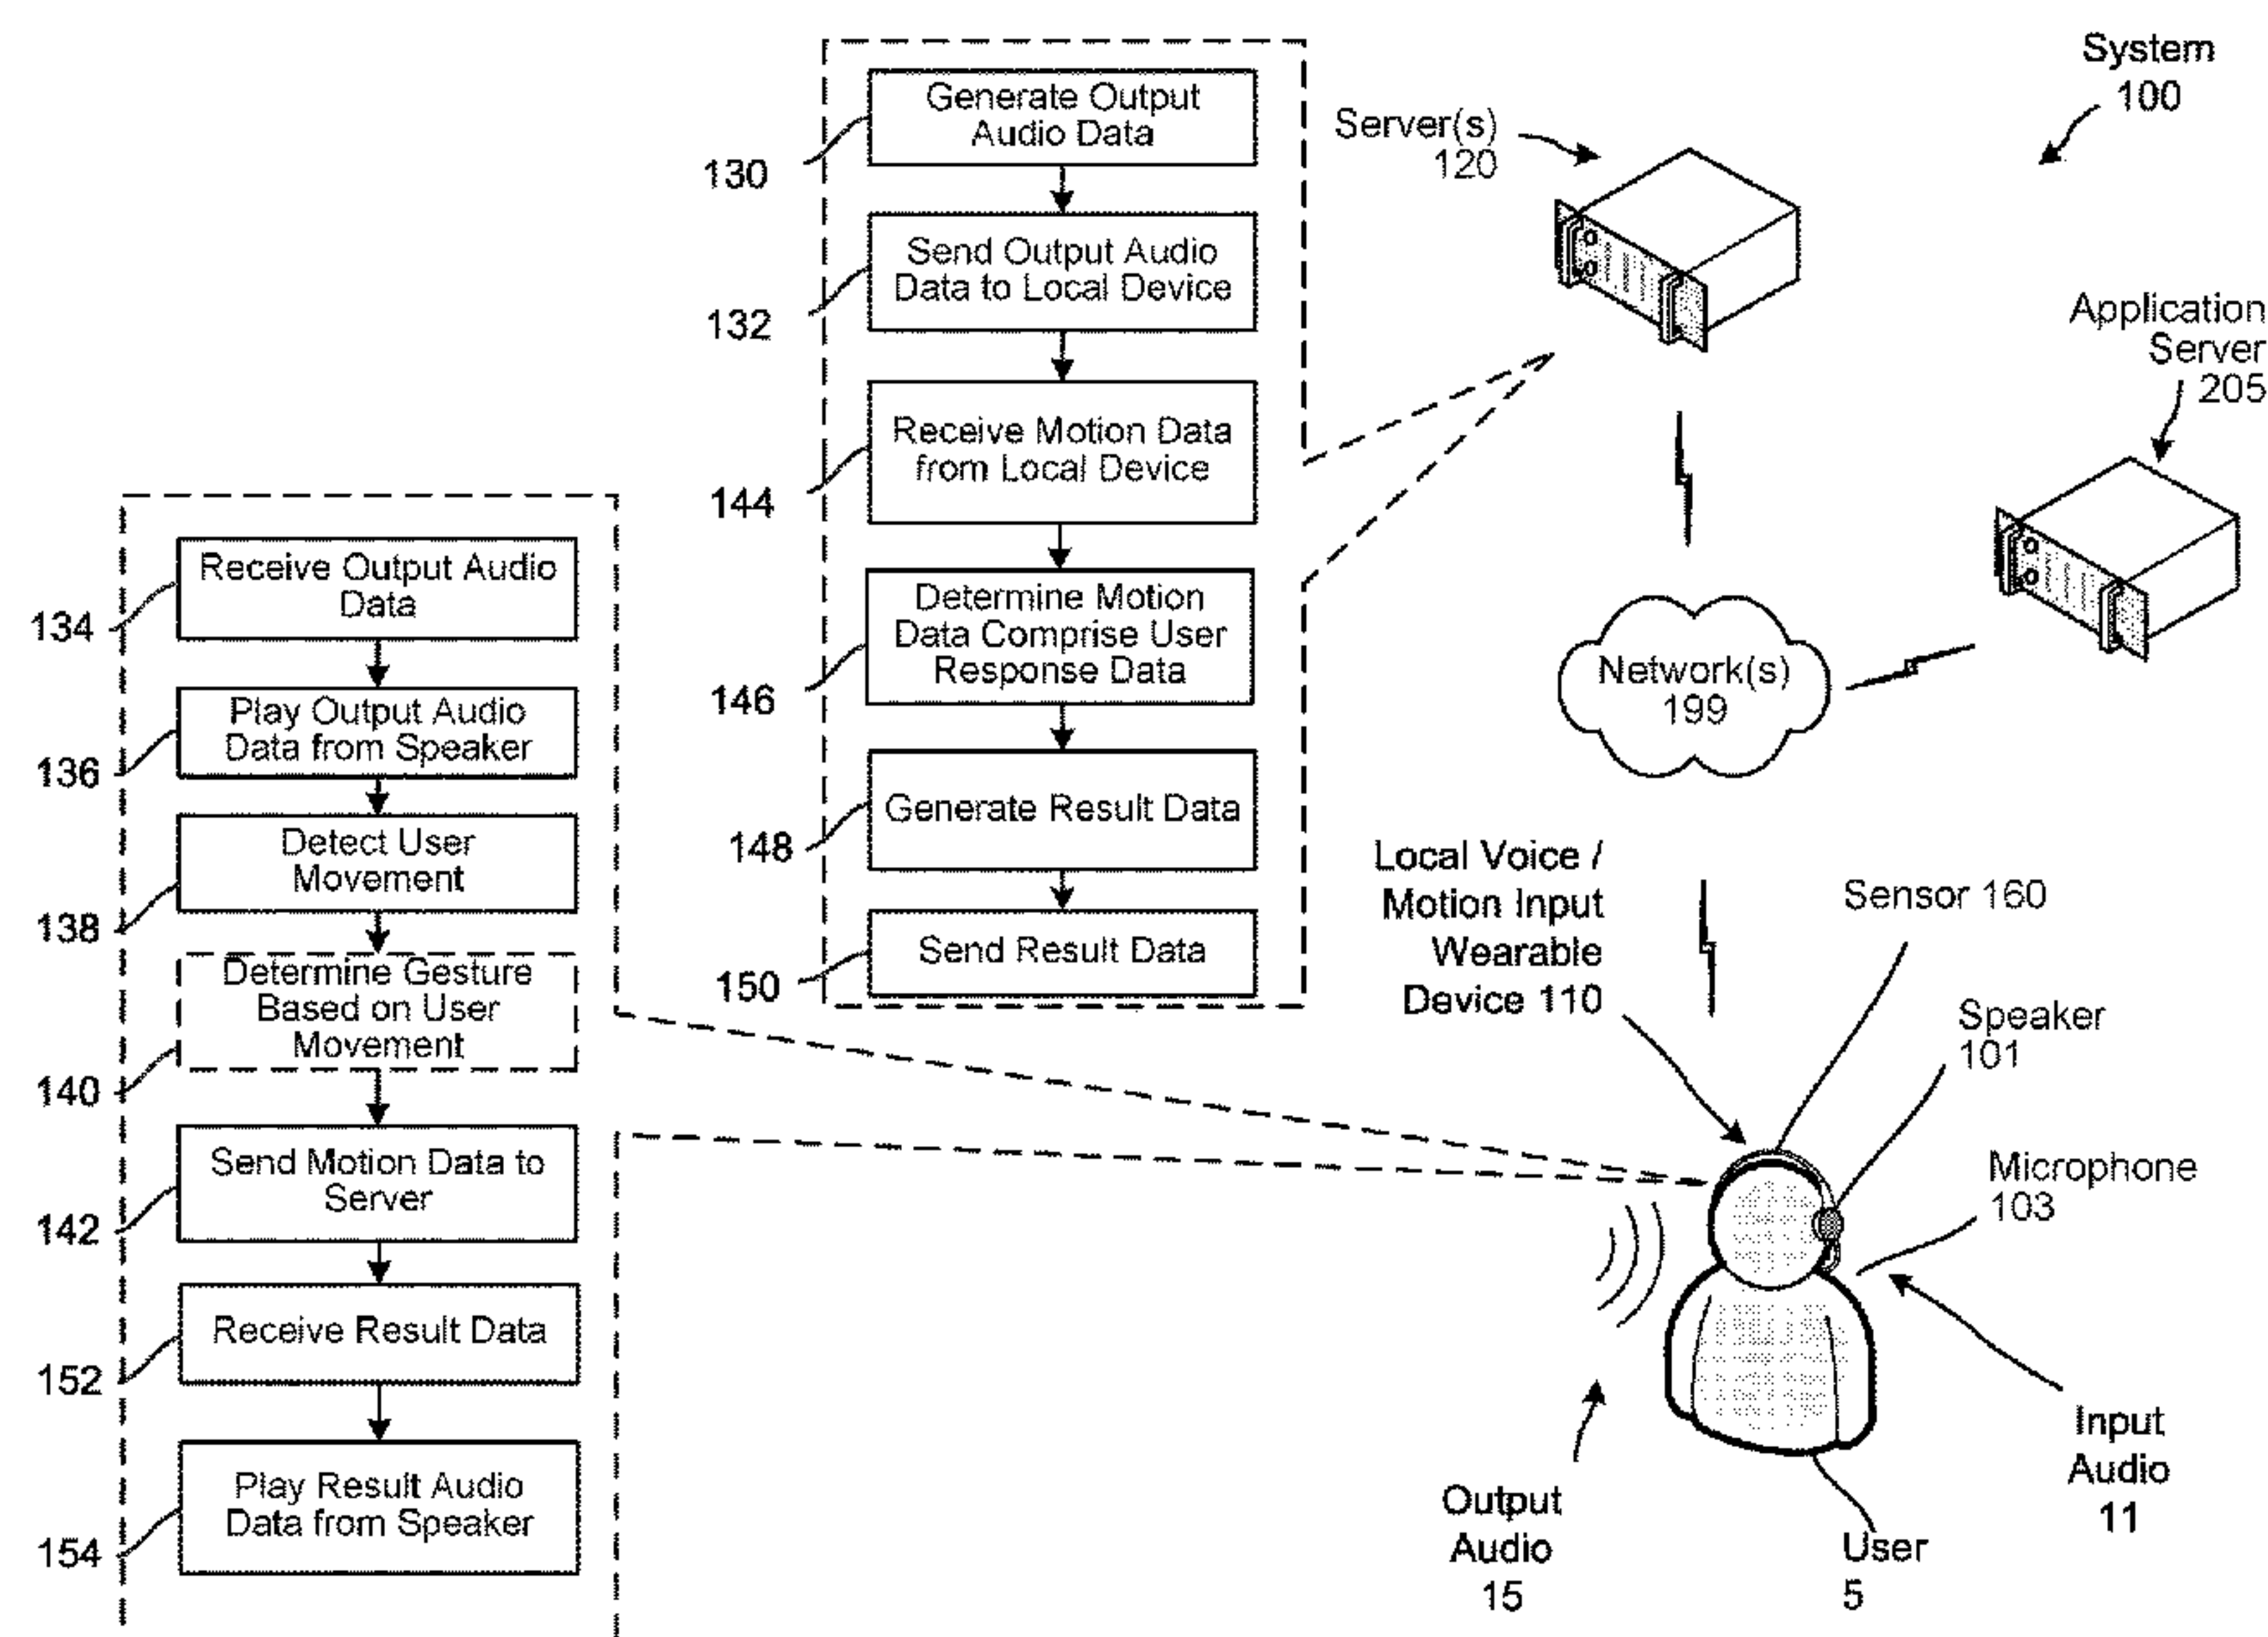 System
100
Server(s)
120
Application
Server
205
Generate Output
Audio Data
130
Send Output Audio
Data to Local Device
132
Receive Motion Data
from Local Device
144
Determine Motion
Data Comprise User
Response Data
146
Generate Result Data
148
Send Result Data
150
Receive Output Audio
Data
134
Play Output Audio
Data from Speaker
136
Detect User
Movement
138
Determine Gesture
Based on User
Movement
140
Send Motion Data to
Server
142
Receive Result Data
152
Play Result Audio
Data from Speaker
154
Network(s)
199
Local Voice /
Motion Input
Wearable
Device 110
Sensor 160
Speaker
101
Microphone
103
Input
Audio
11
Output
Audio
15
User
5